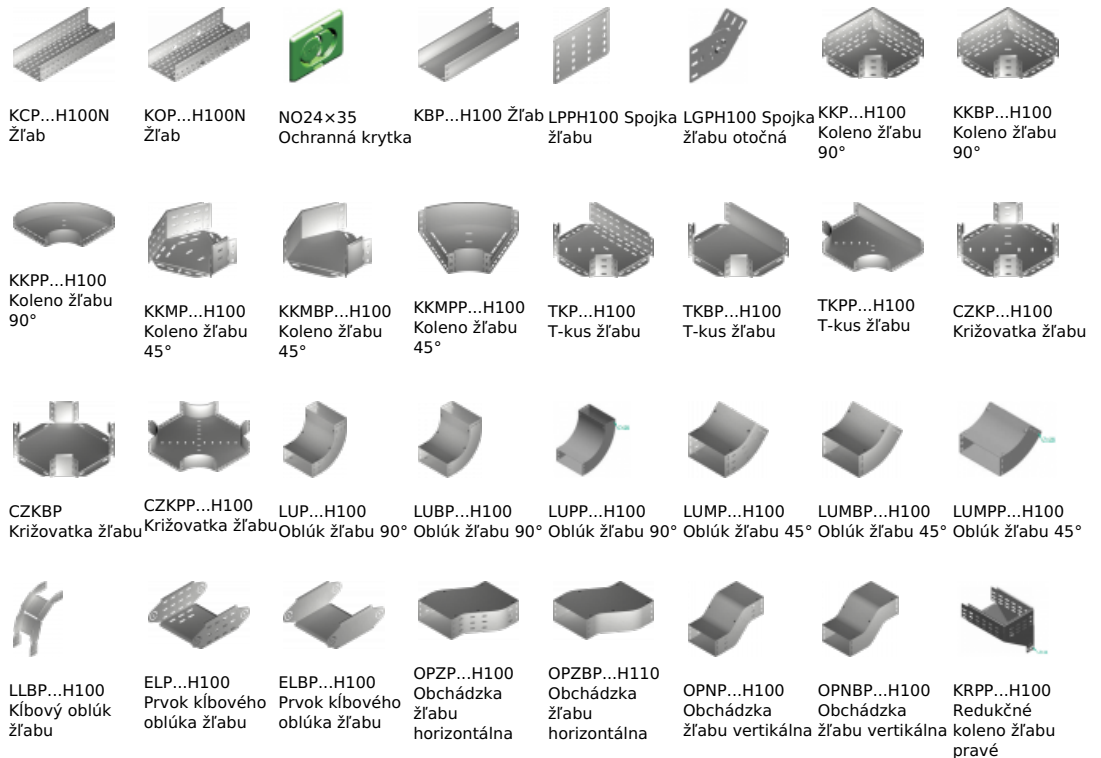 KCP...H100N
Žľab
KOP...H100N
Žľab
NO24×35
Ochranná krytka
KBP...H100 Žľab
LPPH100 Spojka
žľabu
LGPH100 Spojka
žľabu otočná
KKP...H100
Koleno žľabu
90°
KKBP...H100
Koleno žľabu
90°
KKPP...H100
Koleno žľabu
90°
KKMP...H100
Koleno žľabu
45°
KKMBP...H100
Koleno žľabu
45°
KKMPP...H100
Koleno žľabu
45°
TKP...H100
T-kus žľabu
TKBP...H100
T-kus žľabu
TKPP...H100
T-kus žľabu
CZKP...H100
Križovatka žľabu
CZKBP
Križovatka žľabu
CZKPP...H100
Križovatka žľabu
LUP...H100
Oblúk žľabu 90°
LUBP...H100
Oblúk žľabu 90°
LUPP...H100
Oblúk žľabu 90°
LUMP...H100
Oblúk žľabu 45°
LUMBP...H100
Oblúk žľabu 45°
LUMPP...H100
Oblúk žľabu 45°
LLBP...H100
Kĺbový oblúk
žľabu
ELP...H100
Prvok kĺbového
oblúka žľabu
ELBP...H100
Prvok kĺbového
oblúka žľabu
OPZP...H100
Obchádzka
žľabu
horizontálna
OPZBP...H110
Obchádzka
žľabu
horizontálna
OPNP...H100
Obchádzka
žľabu vertikálna
OPNBP...H100
Obchádzka
žľabu vertikálna
KRPP...H100
Redukčné
koleno žľabu
pravé